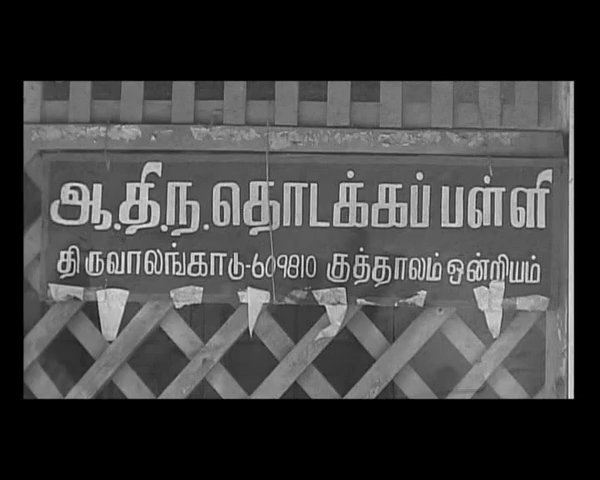 ஆ.தி.ந.தொடக்கப் பள்ளி
திருவாலங்காடு-609810 குத்தாலம் ஒன்றியம்